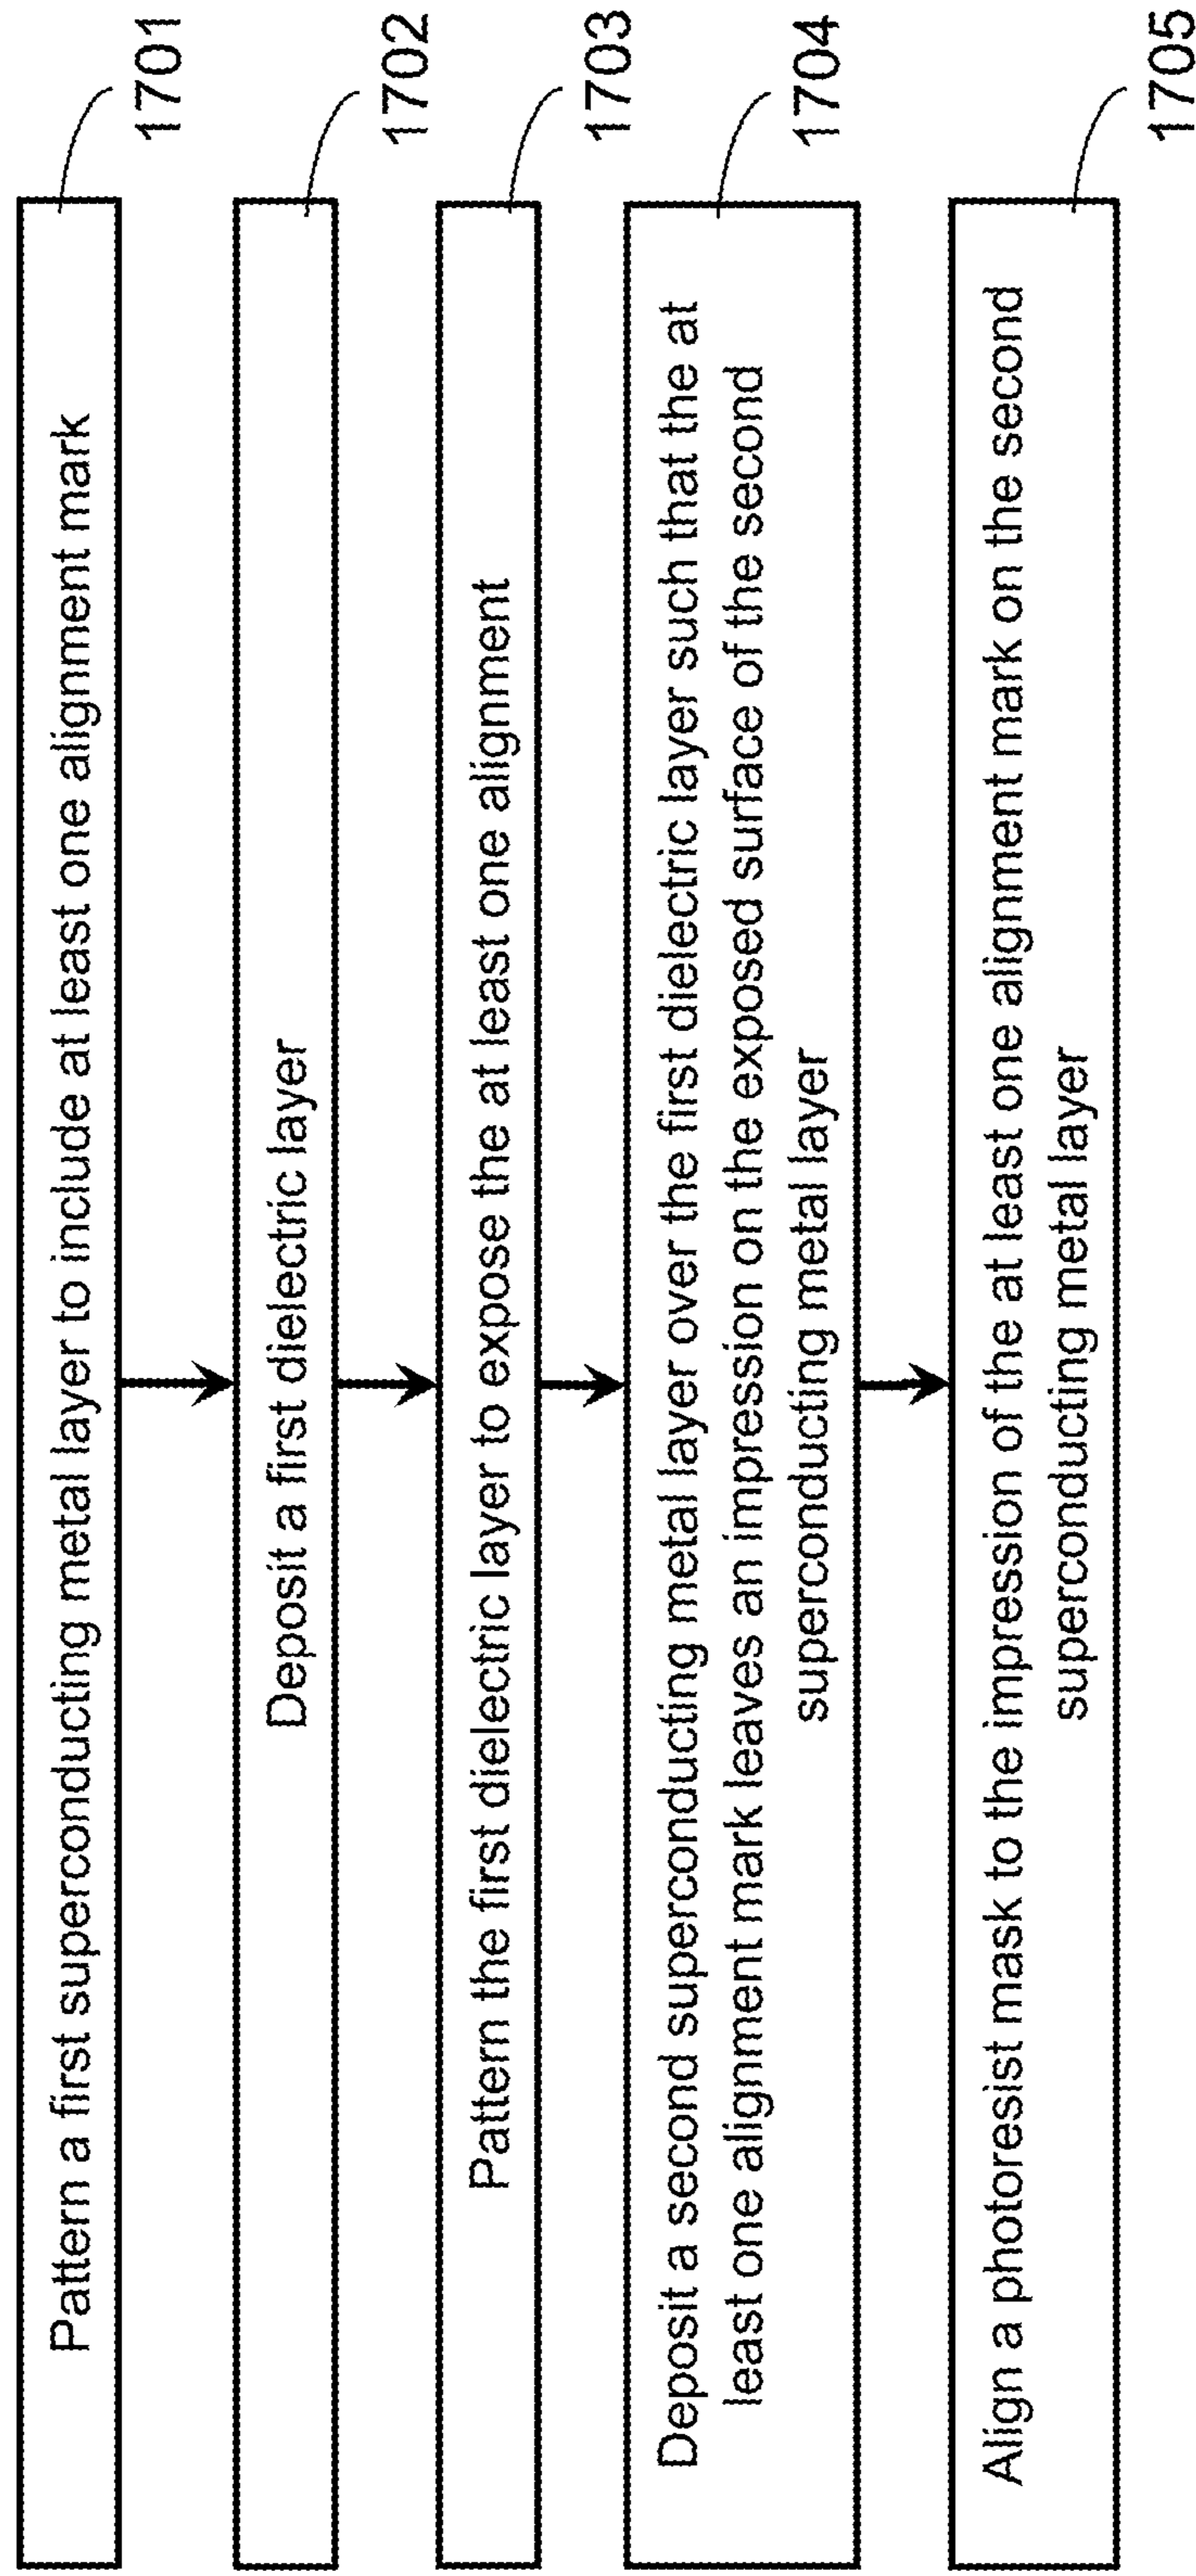 Pattern a first superconducting metal layer to include at least one alignment mark
1701
Deposit a first dielectric layer
1702
Pattern the first dielectric layer to expose the at least one alignment
1703
Deposit a second superconducting metal layer over the first dielectric layer such that the at
least one alignment mark leaves an impression on the exposed surface of the second
superconducting metal layer
1704
Align a photoresist mask to the impression of the at least one alignment mark on the second
superconducting metal layer
1705